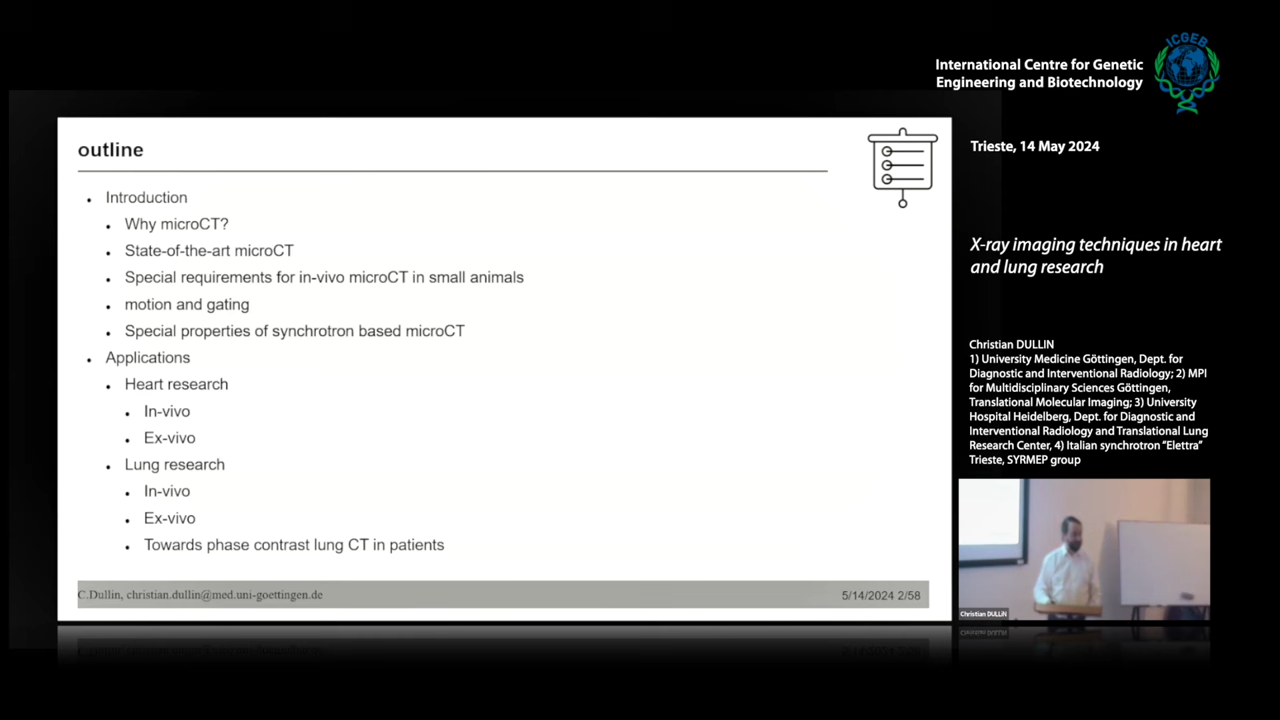 International Centre for Genetic
Engineering and Biotechnology
ICGEB
Trieste, 14 May 2024
outline
• Introduction
• Why microCT?
• State-of-the-art microCT
• Special requirements for in-vivo microCT in small animals
• motion and gating
• Special properties of synchrotron based microCT
• Applications
• Heart research
• In-vivo
• Ex-vivo
• Lung research
• In-vivo
• Ex-vivo
• Towards phase contrast lung CT in patients
C.Dullin, christian.dullin@med.uni-goettingen.de
5/14/2024 2/58
X-ray imaging techniques in heart
and lung research
Christian DULLIN
1) University Medicine Göttingen, Dept. for
Diagnostic and Interventional Radiology; 2) MPI
for Multidisciplinary Sciences Göttingen,
Translational Molecular Imaging; 3) University
Hospital Heidelberg, Dept. for Diagnostic and
Interventional Radiology and Translational Lung
Research Center, 4) Italian synchrotron “Elettra”
Trieste, SYRMEP group
Christian DULLIN